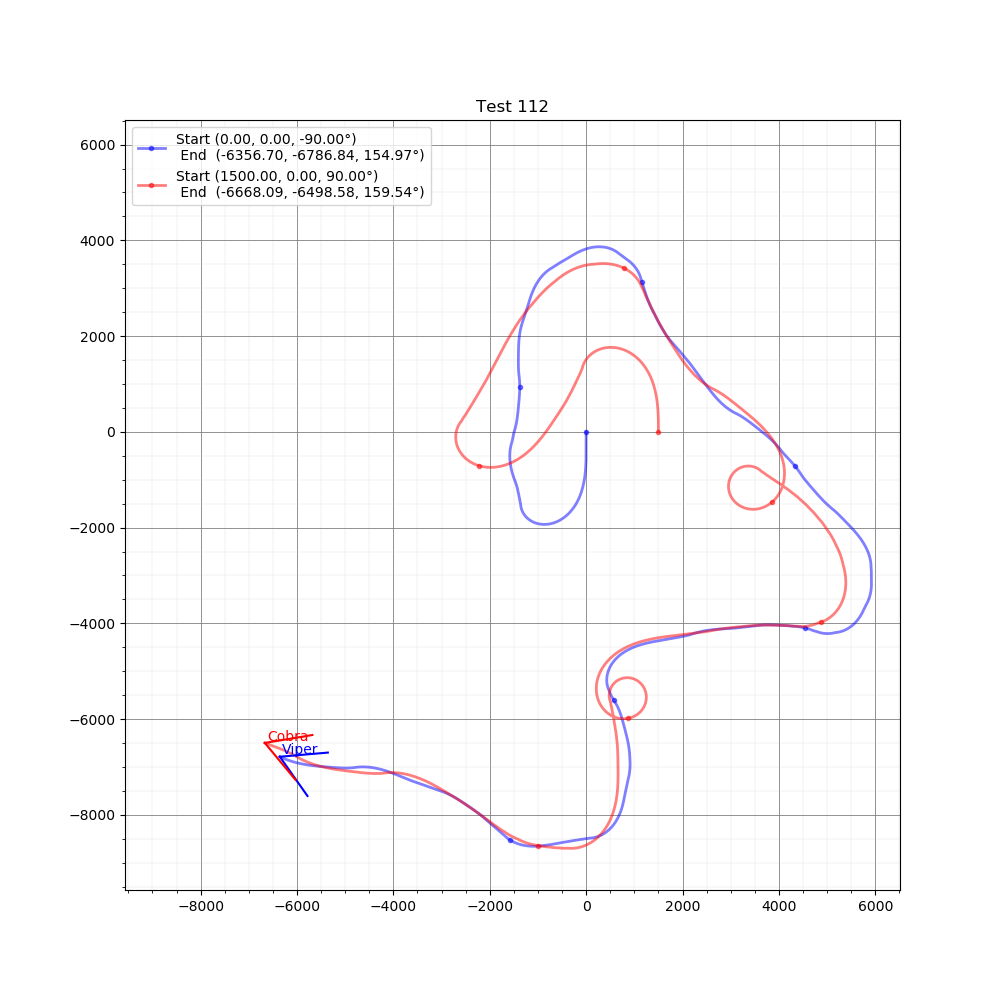 Test 112
Start (0.00, 0.00, -90.00°)
End  (-6356.70, -6786.84, 154.97°)
Start (1500.00, 0.00, 90.00°)
End  (-6668.09, -6498.58, 159.54°)
6000
4000
2000
0
−2000
−4000
−6000
−8000
Cobra
Viper
−8000 −6000 −4000 −2000 0 2000 4000 6000